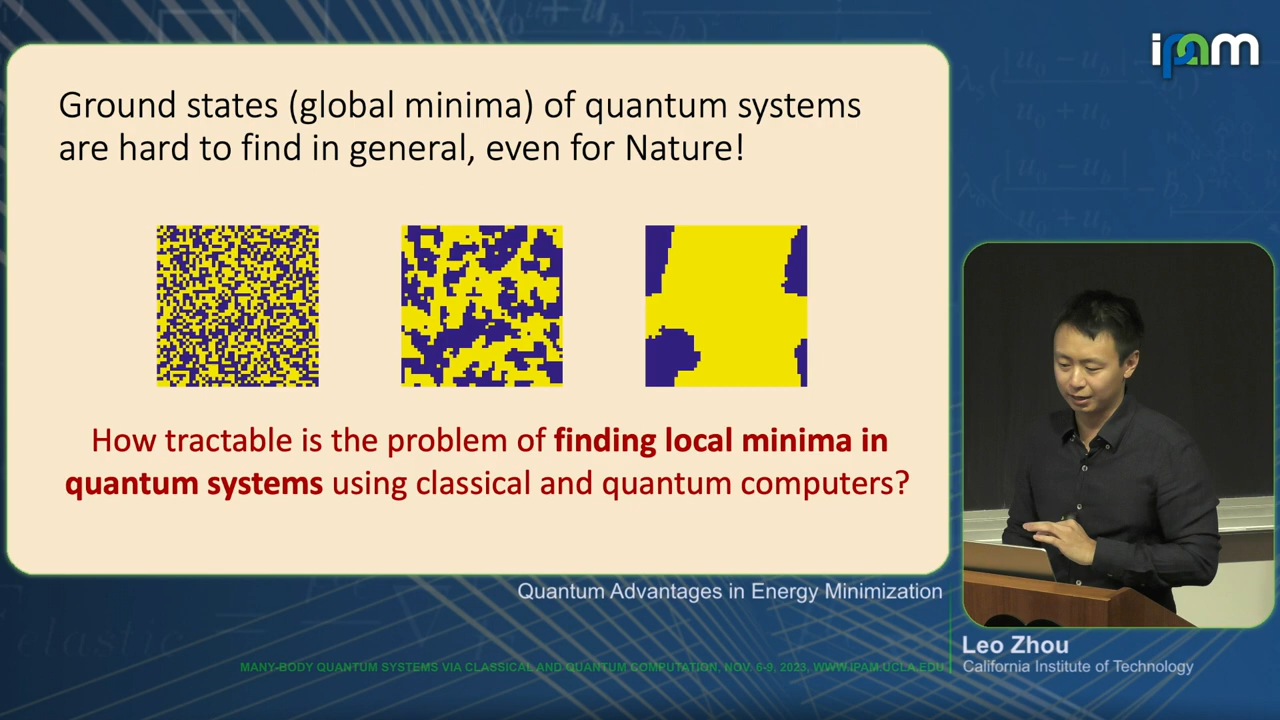 ipam
Ground states (global minima) of quantum systems
are hard to find in general, even for Nature!
How tractable is the problem of finding local minima in
quantum systems using classical and quantum computers?
Quantum Advantages in Energy Minimization
Leo Zhou
California Institute of Technology
MANY-BODY QUANTUM SYSTEMS VIA CLASSICAL AND QUANTUM COMPUTATION, NOV. 6-9, 2023, WWW.IPAM.UCLA.EDU